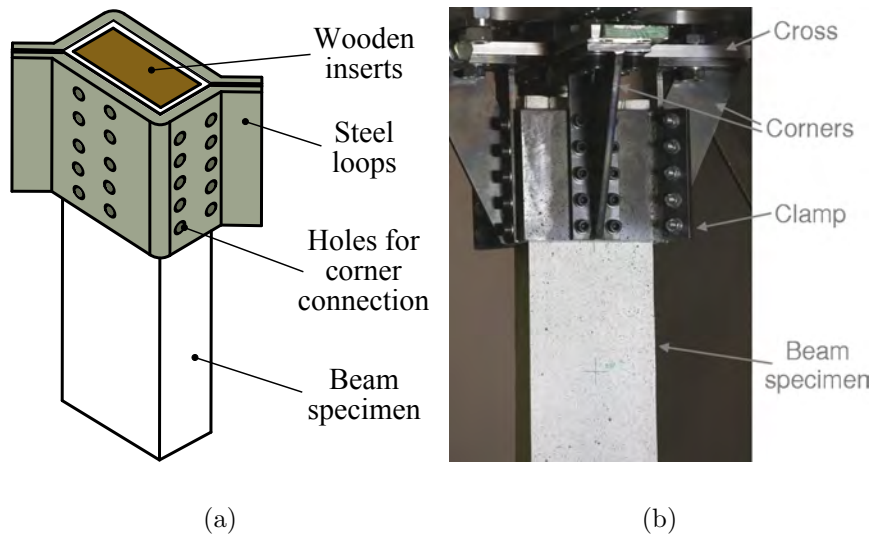 Wooden
inserts
Steel
loops
Holes for
corner
connection
Beam
specimen
Cross
Corners
Clamp
Beam
specimen
(a)
(b)